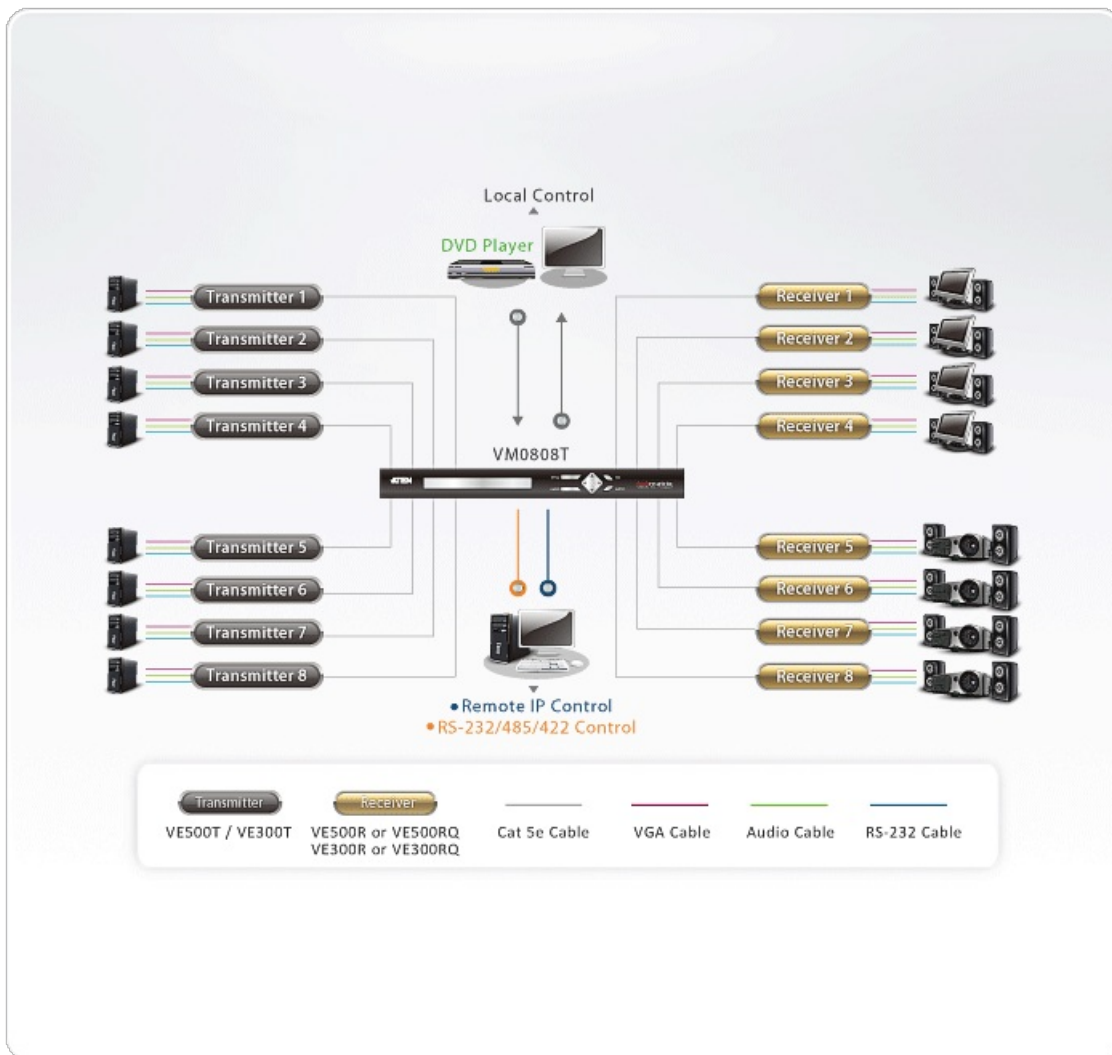 Local Control
DVD Player
Transmitter 1
Transmitter 2
Transmitter 3
Transmitter 4
Receiver 1
Receiver 2
Receiver 3
Receiver 4
VM0808T
ATEN
Transmitter 5
Transmitter 6
Transmitter 7
Transmitter 8
Receiver 5
Receiver 6
Receiver 7
Receiver 8
• Remote IP Control
• RS-232/485/422 Control
Transmitter
VE500T / VE300T
Receiver
VE500R or VE500RQ
VE300R or VE300RQ
Cat 5e Cable
VGA Cable
Audio Cable
RS-232 Cable